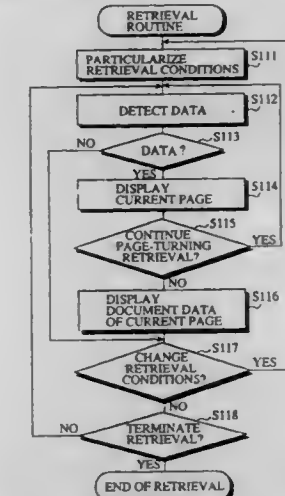 RETRIEVAL
ROUTINE
S111
PARTICULARIZE
RETRIEVAL CONDITIONS
S112
DETECT DATA
S113
NO
DATA?
YES
S114
DISPLAY
CURRENT PAGE
S115
CONTINUE
PAGE-TURNING
RETRIEVAL?
YES
NO
S116
DISPLAY
DOCUMENT DATA
OF CURRENT PAGE
S117
CHANGE
RETRIEVAL
CONDITIONS?
YES
NO
S118
NO
TERMINATE
RETRIEVAL?
YES
END OF RETRIEVAL